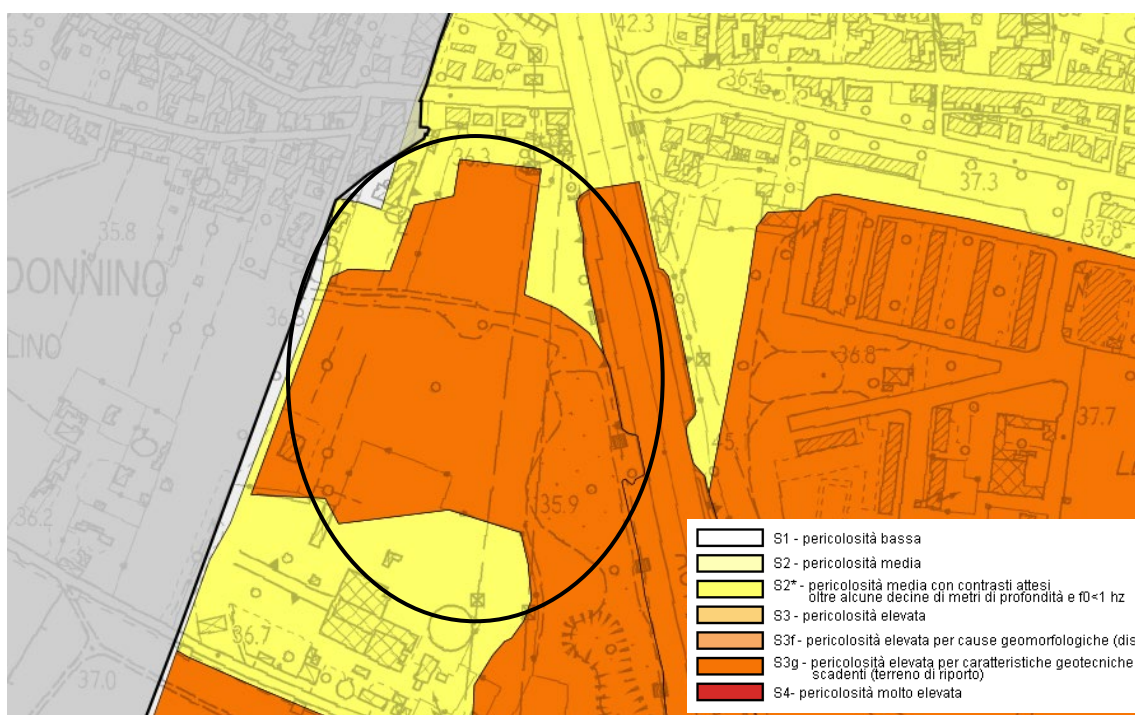 42.3
36.4
36.3
37.3
37.8
35.8
DONNINO
36.8
36.8
37.7
35.9
36.2
36.7
37.0
S1 - pericolosità bassa
S2 - pericolosità media
S2* - pericolosità media con contrasti attesi
oltre alcune decine di metri di profondità e f0<1 hz
S3 - pericolosità elevata
S3f - pericolosità elevata per cause geomorfologiche (dis
S3g - pericolosità elevata per caratteristiche geotecniche
scadenti (terreno di riporto)
S4- pericolosità molto elevata